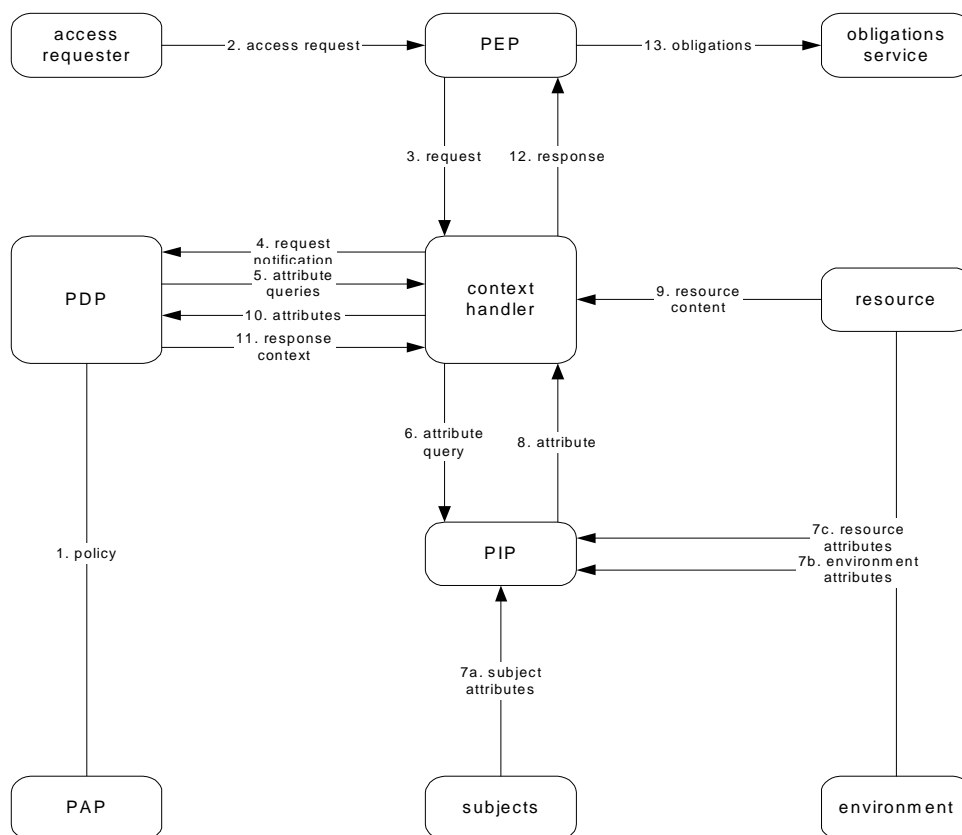 access
requester
2. access request
PEP
13. obligations
obligations
service
3. request
12. response
PDP
4. request
notification
5. attribute
queries
10. attributes
11. response
context
context
handler
9. resource
content
resource
6. attribute
query
8. attribute
1. policy
PIP
7c. resource
attributes
7b. environment
attributes
7a. subject
attributes
PAP
subjects
environment